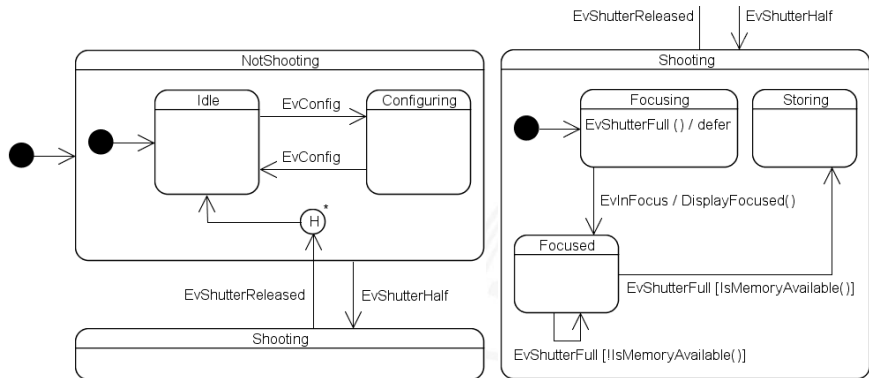 NotShooting
Idle
EvConfig
Configuring
EvConfig
H
*
EvShutterReleased
EvShutterHalf
Shooting
EvShutterReleased
EvShutterHalf
Shooting
Focusing
EvShutterFull () / defer
Storing
EvInFocus / DisplayFocused()
Focused
EvShutterFull [IsMemoryAvailable()]
EvShutterFull [!IsMemoryAvailable()]